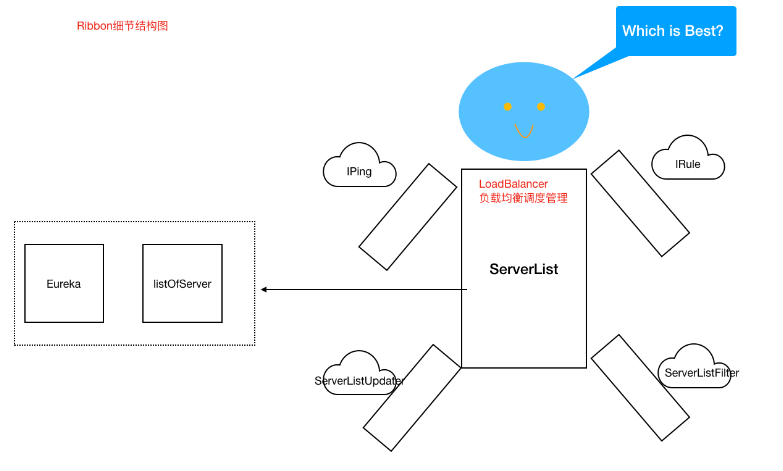 Ribbon细节结构图
Which is Best?
IPing
IRule
LoadBalancer
负载均衡调度管理
ServerList
Eureka
listOfServer
ServerListUpdater
ServerListFilter